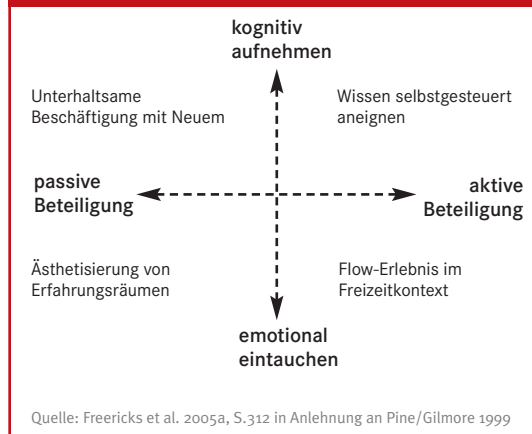 kognitiv
aufnehmen
Unterhaltsame
Beschäftigung mit Neuem
Wissen selbstgesteuert
aneignen
passive
Beteiligung
aktive
Beteiligung
Ästhetisierung von
Erfahrungsräumen
Flow-Erlebnis im
Freizeitkontext
emotional
eintauchen
Quelle: Freericks et al. 2005a, S.312 in Anlehnung an Pine/Gilmore 1999